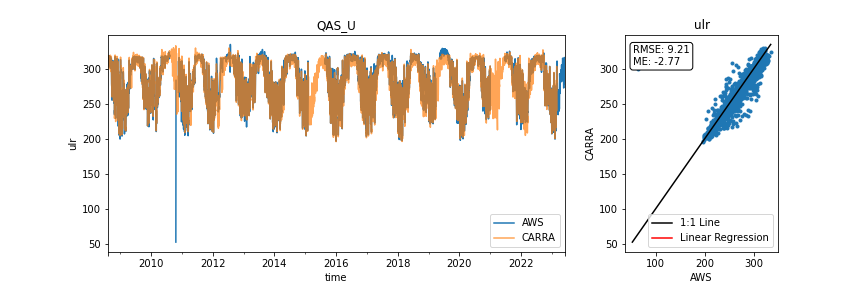 QAS_U
ulr
300
250
200
150
100
50
2010
2012
2014
2016
2018
2020
2022
time
AWS
CARRA
ulr
RMSE: 9.21
ME: -2.77
CARRA
300
250
200
150
100
50
100
200
300
AWS
1:1 Line
Linear Regression